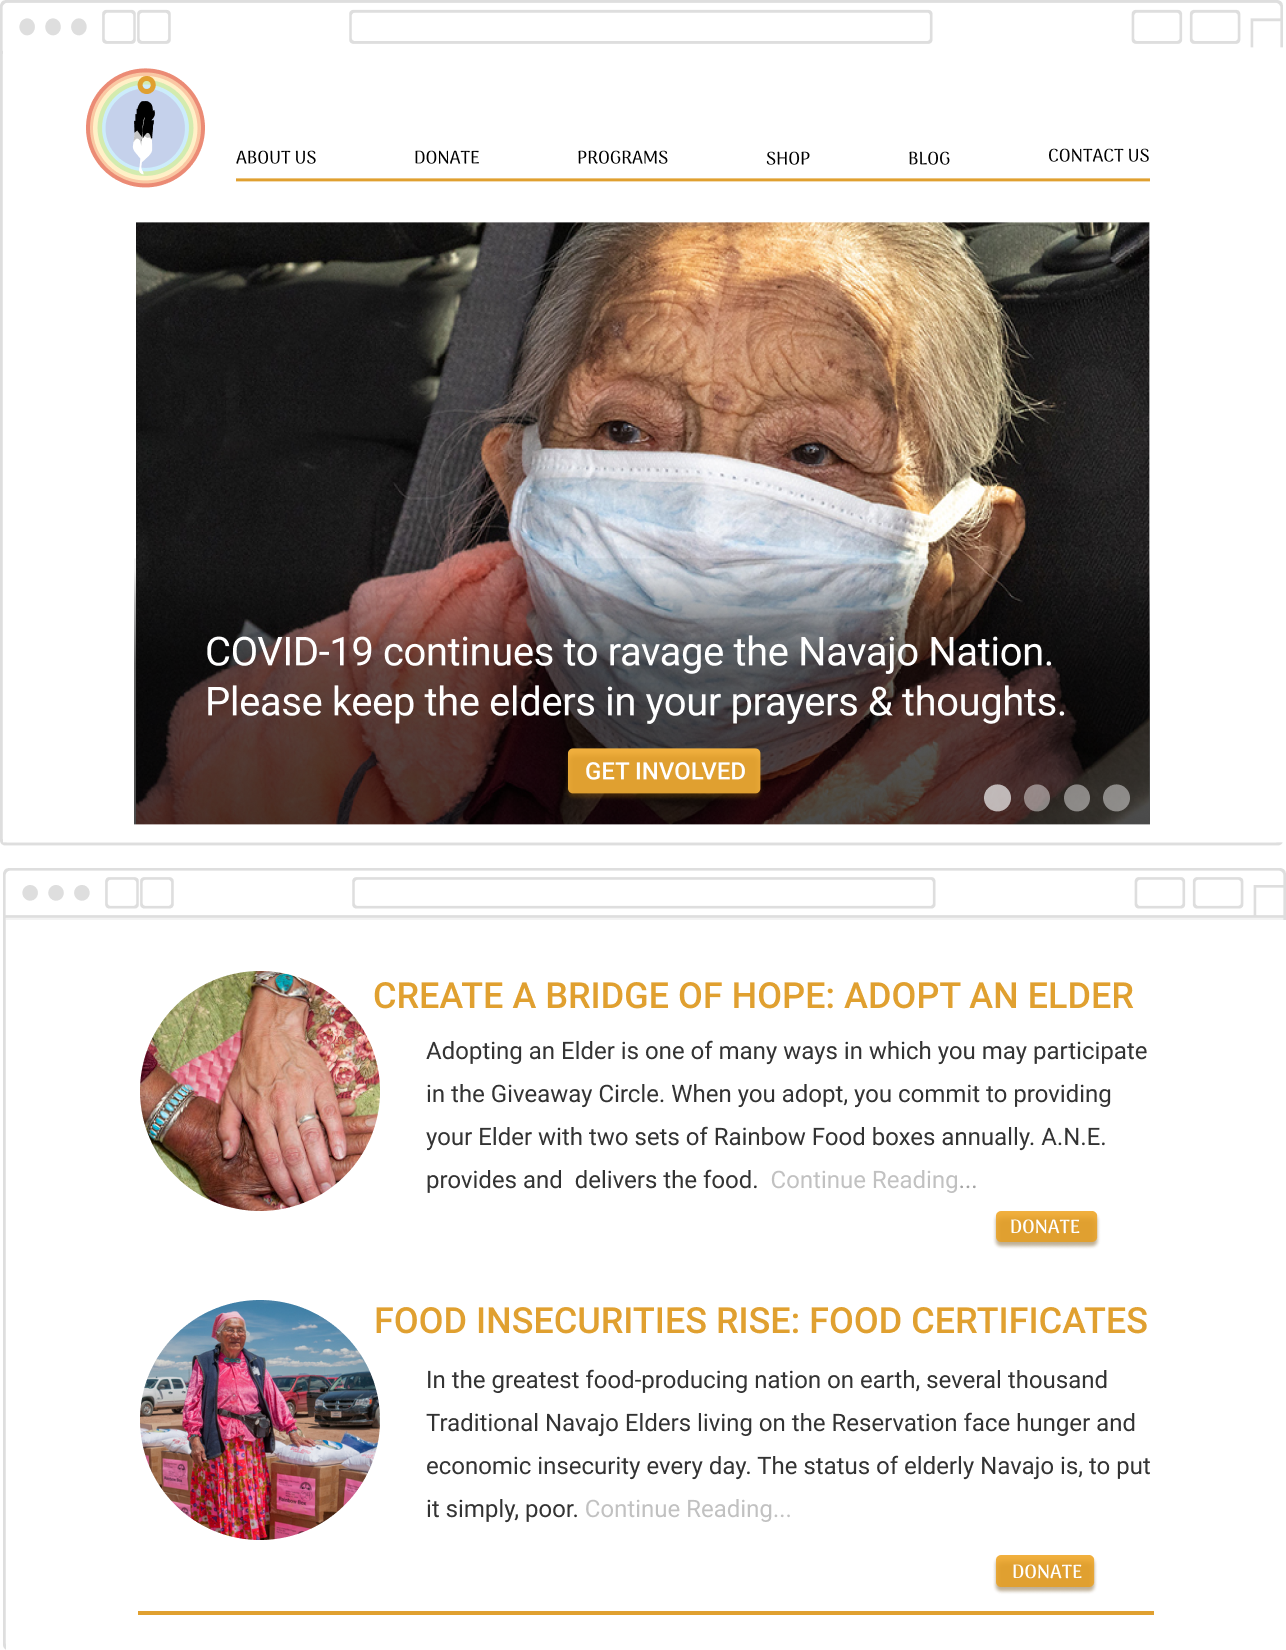 ABOUT US
DONATE
PROGRAMS
SHOP
BLOG
CONTACT US
COVID-19 continues to ravage the Navajo Nation.
Please keep the elders in your prayers & thoughts.
GET INVOLVED
CREATE A BRIDGE OF HOPE: ADOPT AN ELDER
Adopting an Elder is one of many ways in which you may participate
in the Giveaway Circle. When you adopt, you commit to providing
your Elder with two sets of Rainbow Food boxes annually. A.N.E.
provides and  delivers the food.  Continue Reading...
DONATE
FOOD INSECURITIES RISE: FOOD CERTIFICATES
In the greatest food-producing nation on earth, several thousand
Traditional Navajo Elders living on the Reservation face hunger and
economic insecurity every day. The status of elderly Navajo is, to put
it simply, poor. Continue Reading...
DONATE